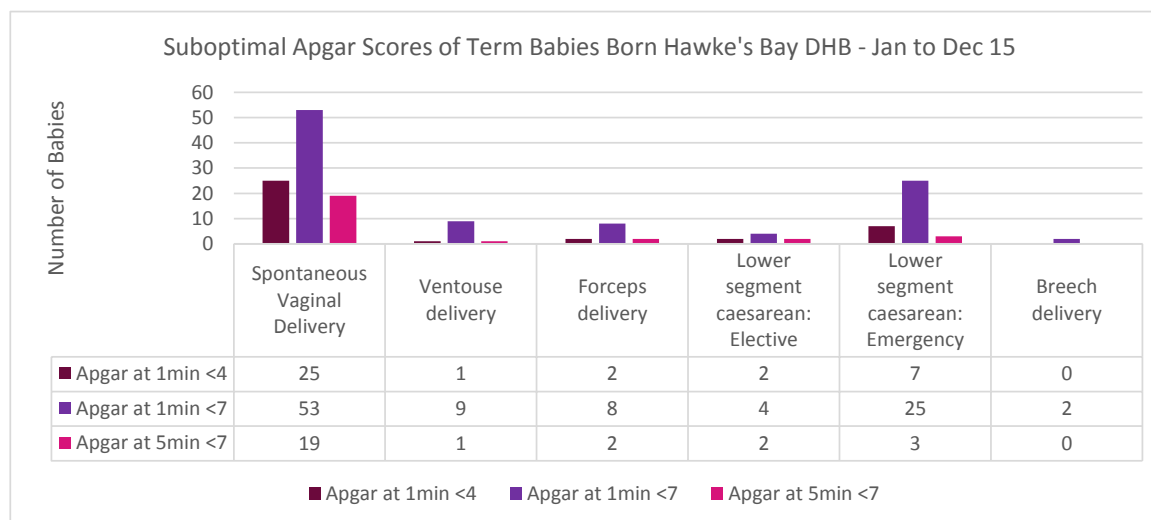 Suboptimal Apgar Scores of Term Babies Born Hawke's Bay DHB - Jan to Dec 15
Number of Babies
60
50
40
30
20
10
0
Spontaneous
Vaginal
Delivery
Ventouse
delivery
Forceps
delivery
Lower
segment
caesarean:
Elective
Lower
segment
caesarean:
Emergency
Breech
delivery
Apgar at 1min <4 25 1 2 2 7 0
Apgar at 1min <7 53 9 8 4 25 2
Apgar at 5min <7 19 1 2 2 3 0
Apgar at 1min <4 Apgar at 1min <7 Apgar at 5min <7